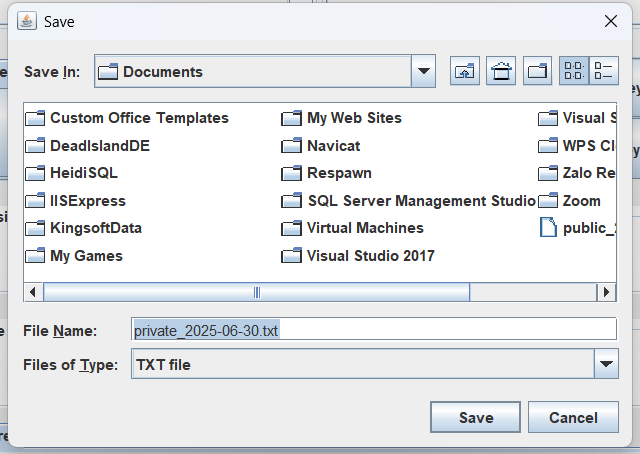 Save
Save In: Documents
Custom Office Templates
DeadIslandDE
HeidiSQL
IISExpress
KingsoftData
My Games
My Web Sites
Navicat
Respawn
SQL Server Management Studio
Virtual Machines
Visual Studio 2017
Visual S
WPS Cl
Zalo Re
Zoom
public_2
File Name: private_2025-06-30.txt
Files of Type: TXT file
Save Cancel